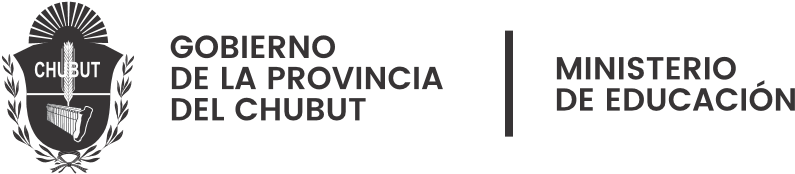 CHUBUT
GOBIERNO
DE LA PROVINCIA
DEL CHUBUT
MINISTERIO
DE EDUCACIÓN